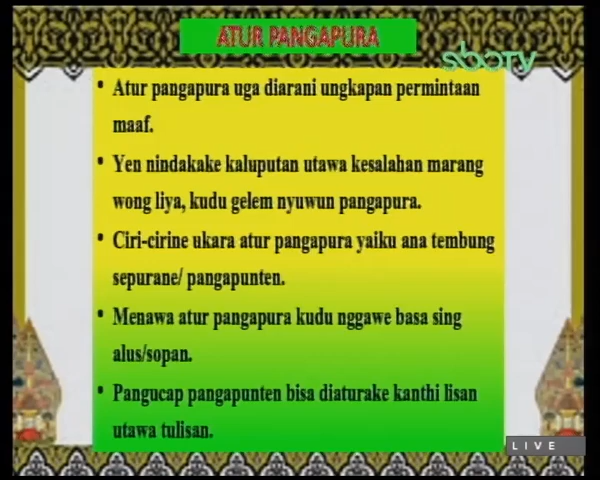 ATUR PANGAPURA
sboTV
• Atur pangapura uga diarani ungkapan permintaan
maaf.
• Yen nindakake kaluputan utawa kesalahan marang
wong liya, kudu gelem nyuwun pangapura.
• Ciri-cirine ukara atur pangapura yaiku ana tembung
sepurane/ pangapunten.
• Menawa atur pangapura kudu nggawe basa sing
alus/sopan.
• Pangucap pangapunten bisa diaturake kanthi lisan
utawa tulisan.
LIVE